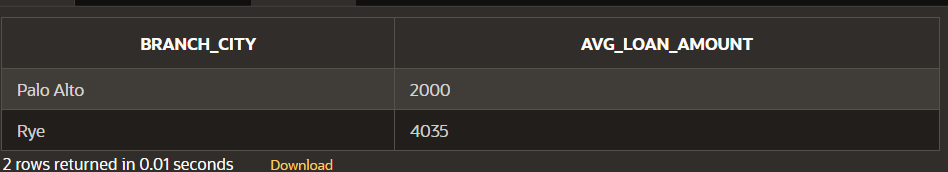 BRANCH_CITY AVG_LOAN_AMOUNT
Palo Alto 2000
Rye 4035
2 rows returned in 0.01 seconds Download